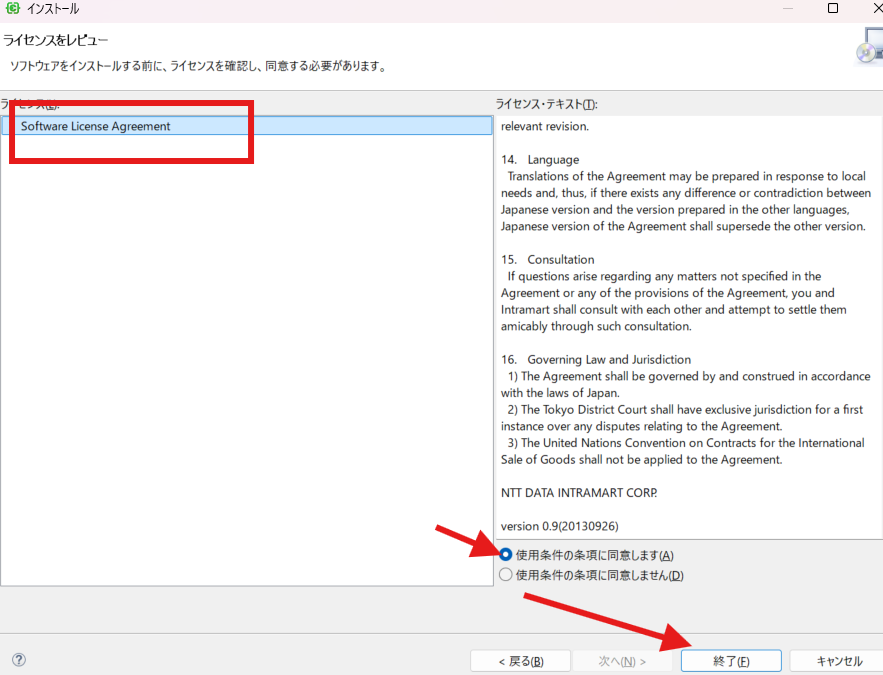 インストール
ライセンスをレビュー
ソフトウェアをインストールする前に、ライセンスを確認し、同意する必要があります。
ライセンス(L):
Software License Agreement
ライセンス・テキスト(T):
relevant revision.
14. Language
Translations of the Agreement may be prepared in response to local
needs and, thus, if there exists any difference or contradiction between
Japanese version and the version prepared in the other languages,
Japanese version of the Agreement shall supersede the other version.
15. Consultation
If questions arise regarding any matters not specified in the
Agreement or any of the provisions of the Agreement, you and
Intramart shall consult with each other and attempt to settle them
amicably through such consultation.
16. Governing Law and Jurisdiction
1) The Agreement shall be governed by and construed in accordance
with the laws of Japan.
2) The Tokyo District Court shall have exclusive jurisdiction for a first
instance over any disputes relating to the Agreement.
3) The United Nations Convention on Contracts for the International
Sale of Goods shall not be applied to the Agreement.
NTT DATA INTRAMART CORP.
version 0.9(20130926)
使用条件の条項に同意します(A)
使用条件の条項に同意しません(D)
< 戻る(B)
次へ(N) >
終了(F)
キャンセル